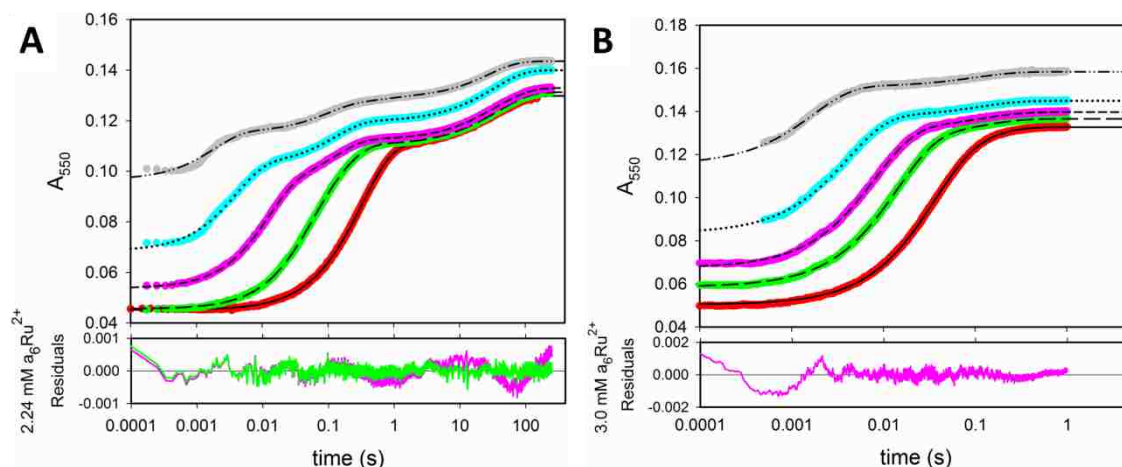 A
0.16
0.14
0.12
0.10
0.08
0.06
0.04
A550
0.001
0.000
-0.001
2.24 mM a6Ru2+
Residuals
0.0001 0.001 0.01 0.1 1 10 100
time (s)
B
0.18
0.16
0.14
0.12
0.10
0.08
0.06
0.04
A550
0.002
0.000
-0.002
3.0 mM a6Ru2+
Residuals
0.0001 0.001 0.01 0.1 1
time (s)